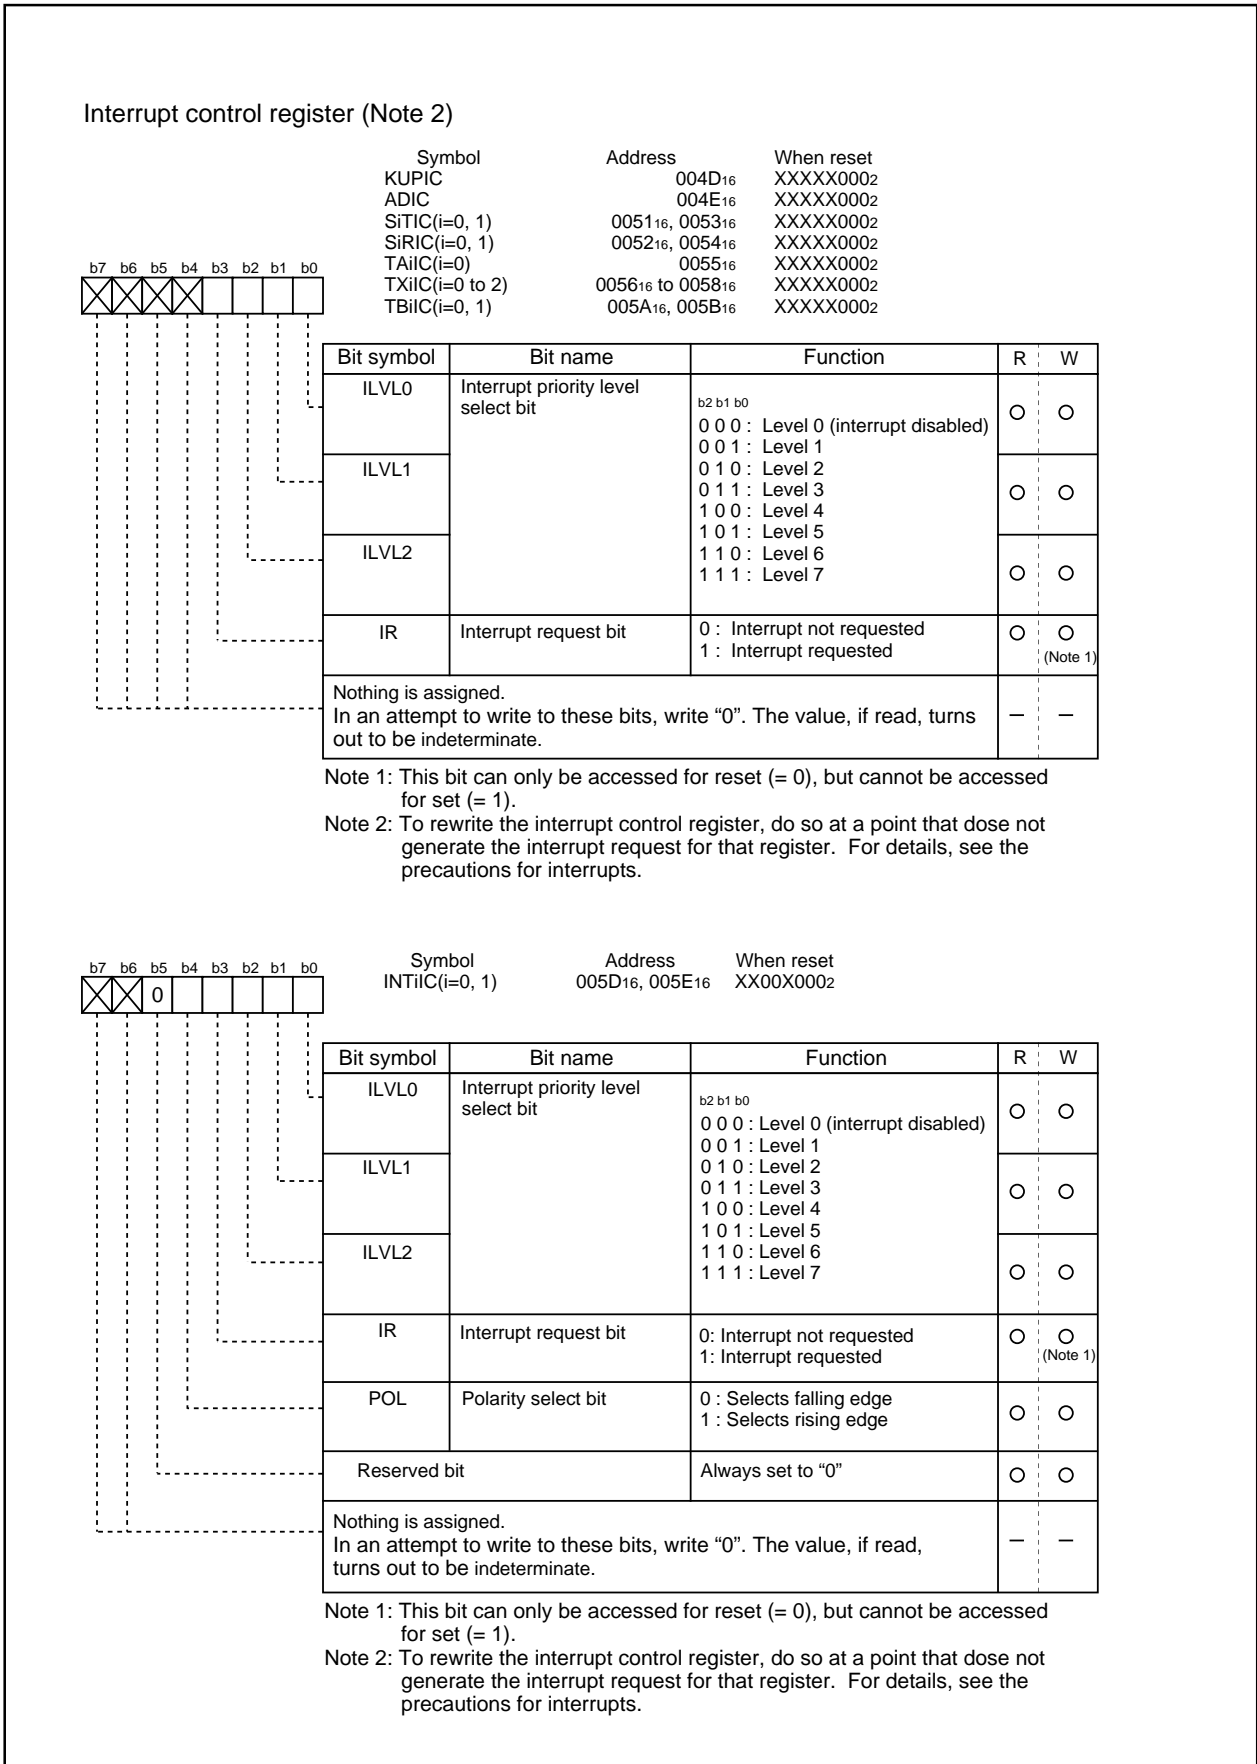 Interrupt control register (Note 2)
Symbol Address When reset
KUPIC 004D16 XXXXX0002
ADIC 004E16 XXXXX0002
SiTIC(i=0, 1) 005116, 005316 XXXXX0002
SiRIC(i=0, 1) 005216, 005416 XXXXX0002
TAiIC(i=0) 005516 XXXXX0002
TXiIC(i=0 to 2) 005616 to 005816 XXXXX0002
TBiIC(i=0, 1) 005A16, 005B16 XXXXX0002
b7 b6 b5 b4 b3 b2 b1 b0
Bit symbol Bit name Function R W
ILVL0 Interrupt priority level
select bit
b2 b1 b0
0 0 0 : Level 0 (interrupt disabled)
0 0 1 : Level 1
ILVL1 0 1 0 : Level 2
0 1 1 : Level 3
1 0 0 : Level 4
1 0 1 : Level 5
ILVL2 1 1 0 : Level 6
1 1 1 : Level 7
IR Interrupt request bit 0 : Interrupt not requested
1 : Interrupt requested (Note 1)
Nothing is assigned.
In an attempt to write to these bits, write “0”. The value, if read, turns – –
out to be indeterminate.
Note 1: This bit can only be accessed for reset (= 0), but cannot be accessed
for set (= 1).
Note 2: To rewrite the interrupt control register, do so at a point that dose not
generate the interrupt request for that register. For details, see the
precautions for interrupts.
Symbol Address When reset
INTiIC(i=0, 1) 005D16, 005E16 XX00X0002
b7 b6 b5 b4 b3 b2 b1 b0
0
Bit symbol Bit name Function R W
ILVL0 Interrupt priority level
select bit
b2 b1 b0
0 0 0 : Level 0 (interrupt disabled)
0 0 1 : Level 1
ILVL1 0 1 0 : Level 2
0 1 1 : Level 3
1 0 0 : Level 4
1 0 1 : Level 5
ILVL2 1 1 0 : Level 6
1 1 1 : Level 7
IR Interrupt request bit 0: Interrupt not requested
1: Interrupt requested (Note 1)
POL Polarity select bit 0 : Selects falling edge
1 : Selects rising edge
Reserved bit Always set to “0”
Nothing is assigned.
In an attempt to write to these bits, write “0”. The value, if read, – –
turns out to be indeterminate.
Note 1: This bit can only be accessed for reset (= 0), but cannot be accessed
for set (= 1).
Note 2: To rewrite the interrupt control register, do so at a point that dose not
generate the interrupt request for that register. For details, see the
precautions for interrupts.